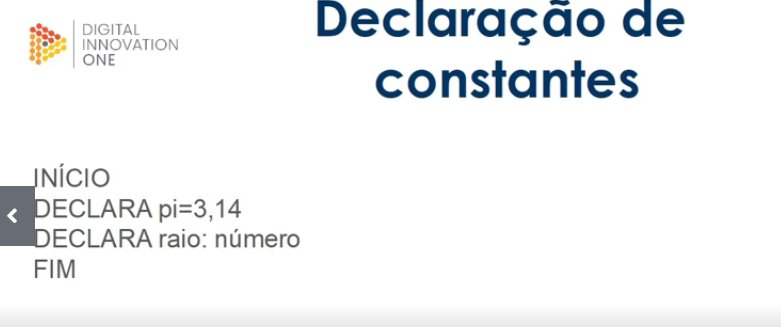 DIGITAL
INNOVATION
ONE
Declaração de
constantes
INÍCIO
DECLARA pi=3,14
DECLARA raio: número
FIM